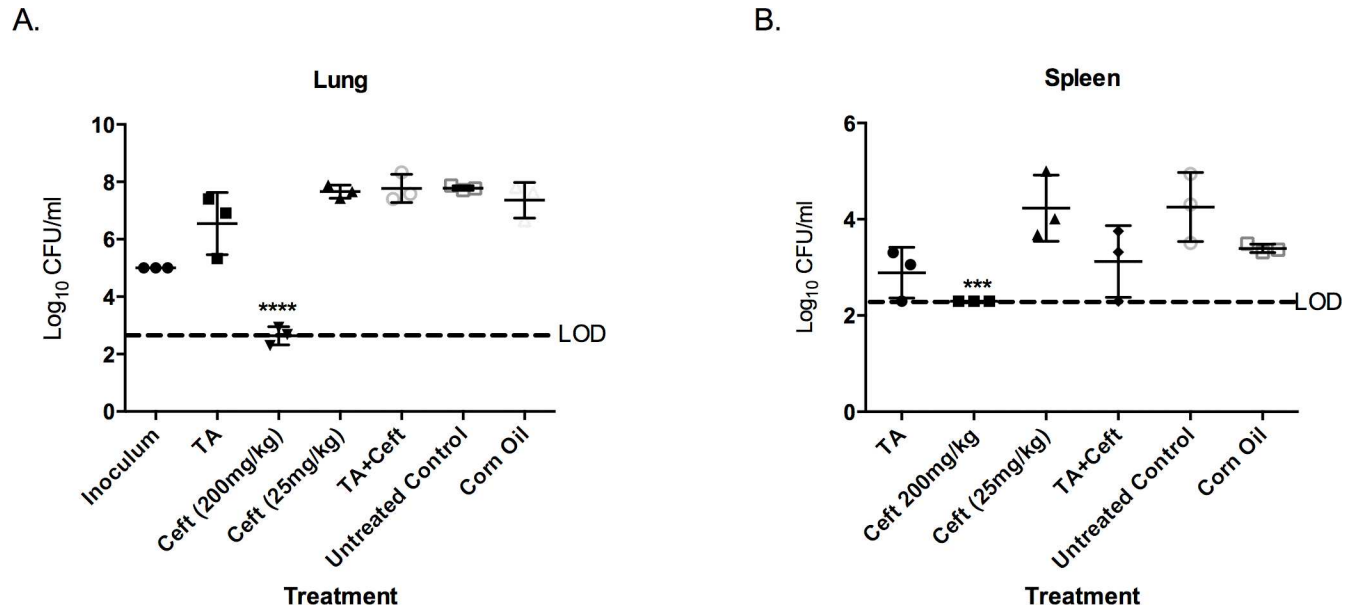 A.
Lung
Log10 CFU/ml
10
8
6
4
2
0
****
LOD
Inoculum
TA
Ceft (200mg/kg)
Ceft (25mg/kg)
TA+Ceft
Untreated Control
Corn Oil
Treatment
B.
Spleen
Log10 CFU/ml
6
4
2
0
***
LOD
TA
Ceft 200mg/kg
Ceft (25mg/kg)
TA+Ceft
Untreated Control
Corn Oil
Treatment